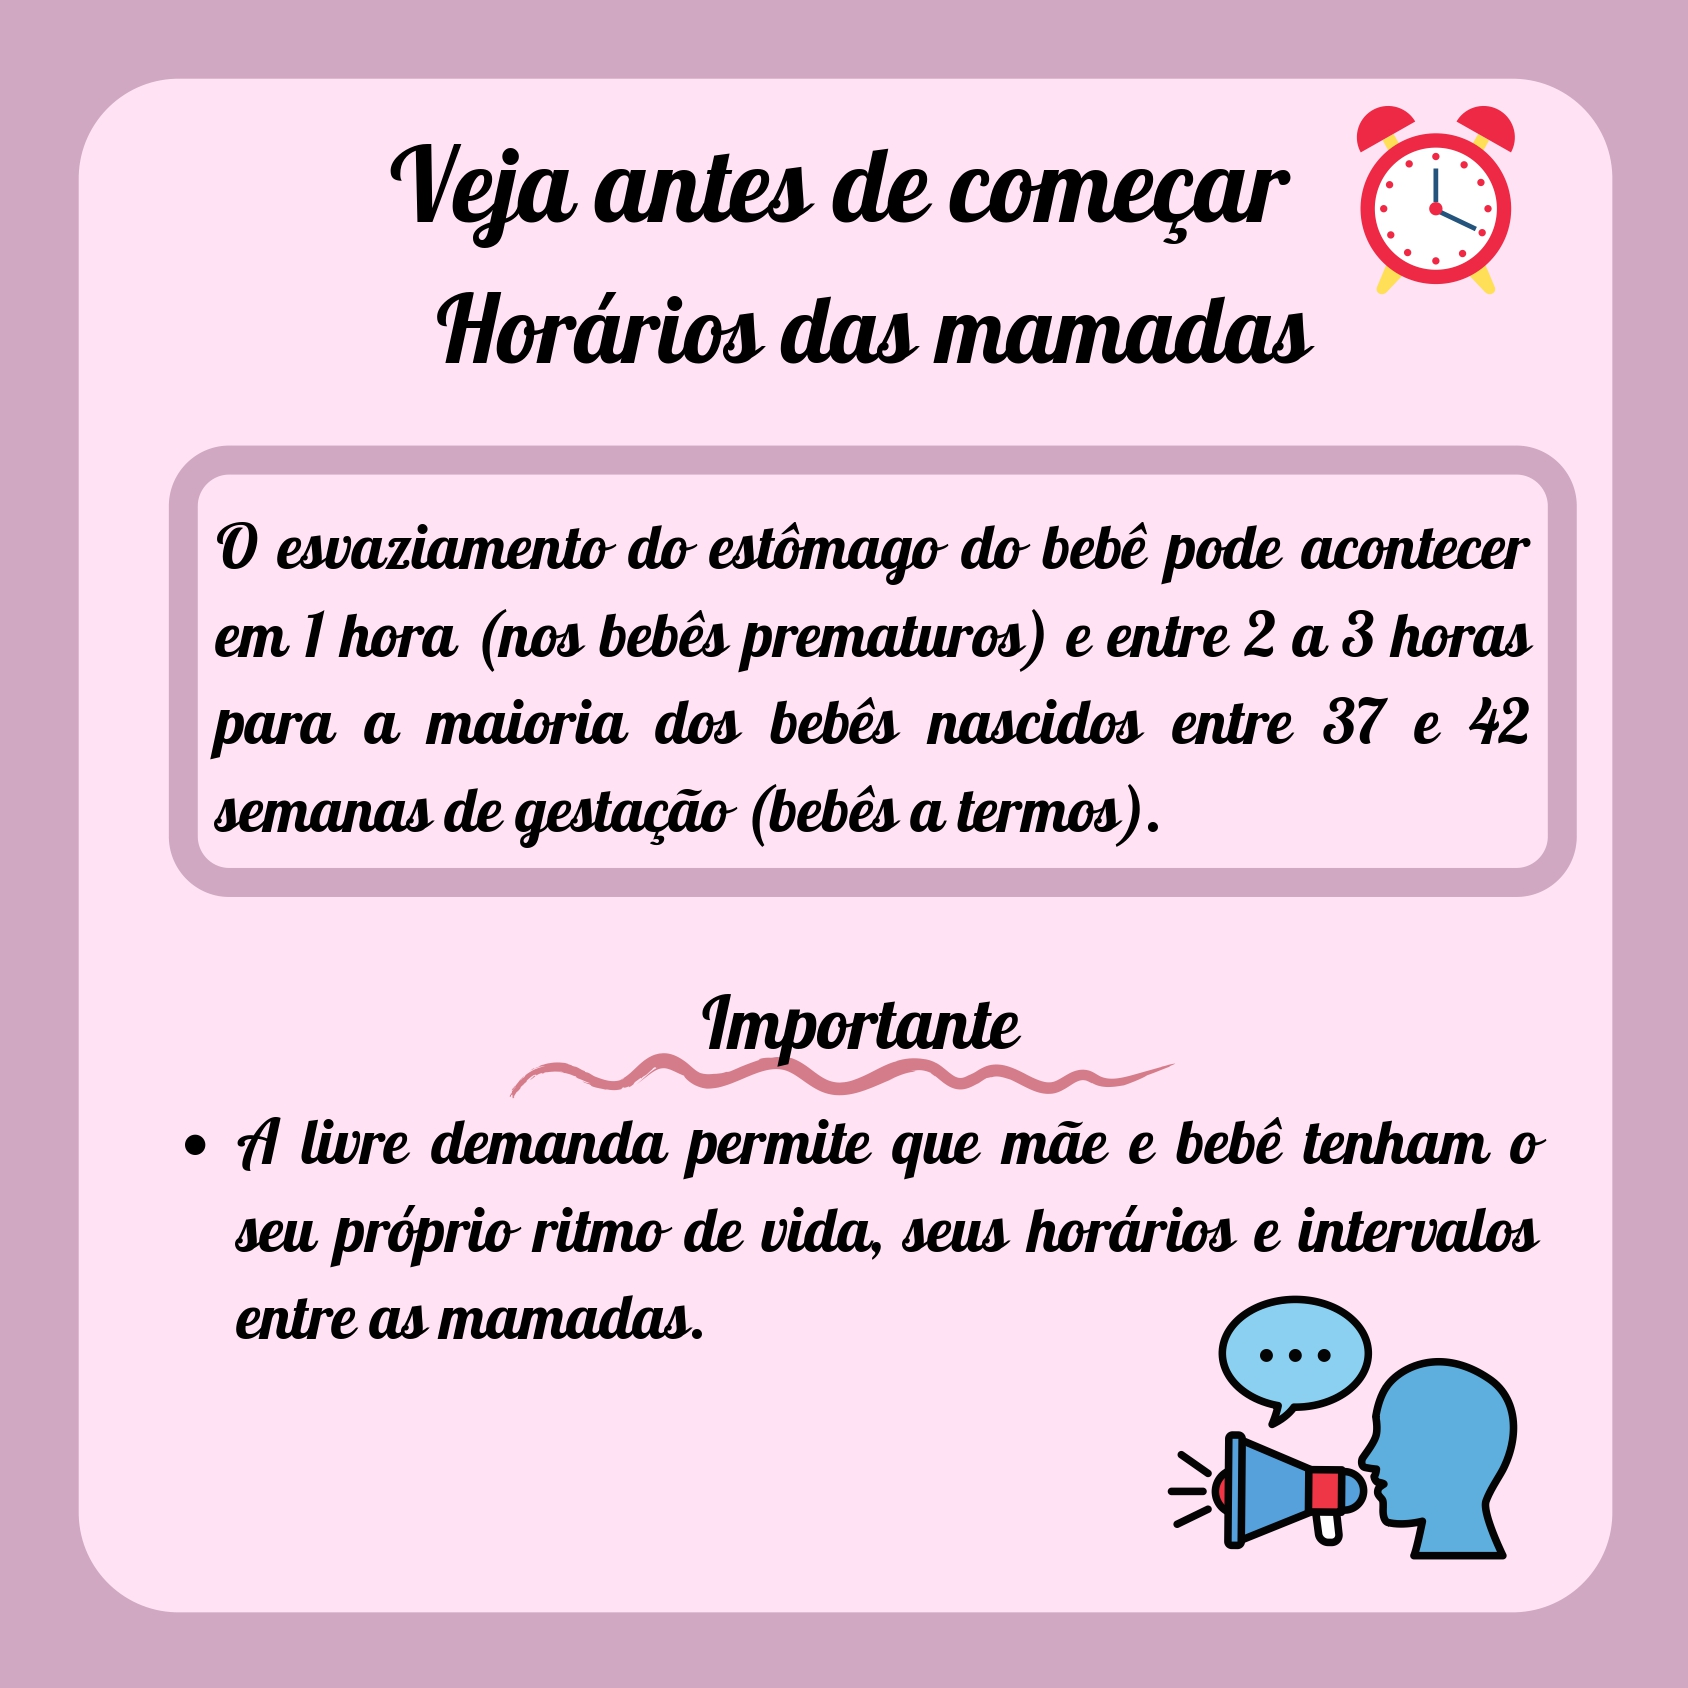 Veja antes de começar
Horários das mamadas
O esvaziamento do estômago do bebê pode acontecer
em 1 hora (nos bebês prematuros) e entre 2 a 3 horas
para a maioria dos bebês nascidos entre 37 e 42
semanas de gestação (bebês a termos).
Importante
• A livre demanda permite que mãe e bebê tenham o
seu próprio ritmo de vida, seus horários e intervalos
entre as mamadas.